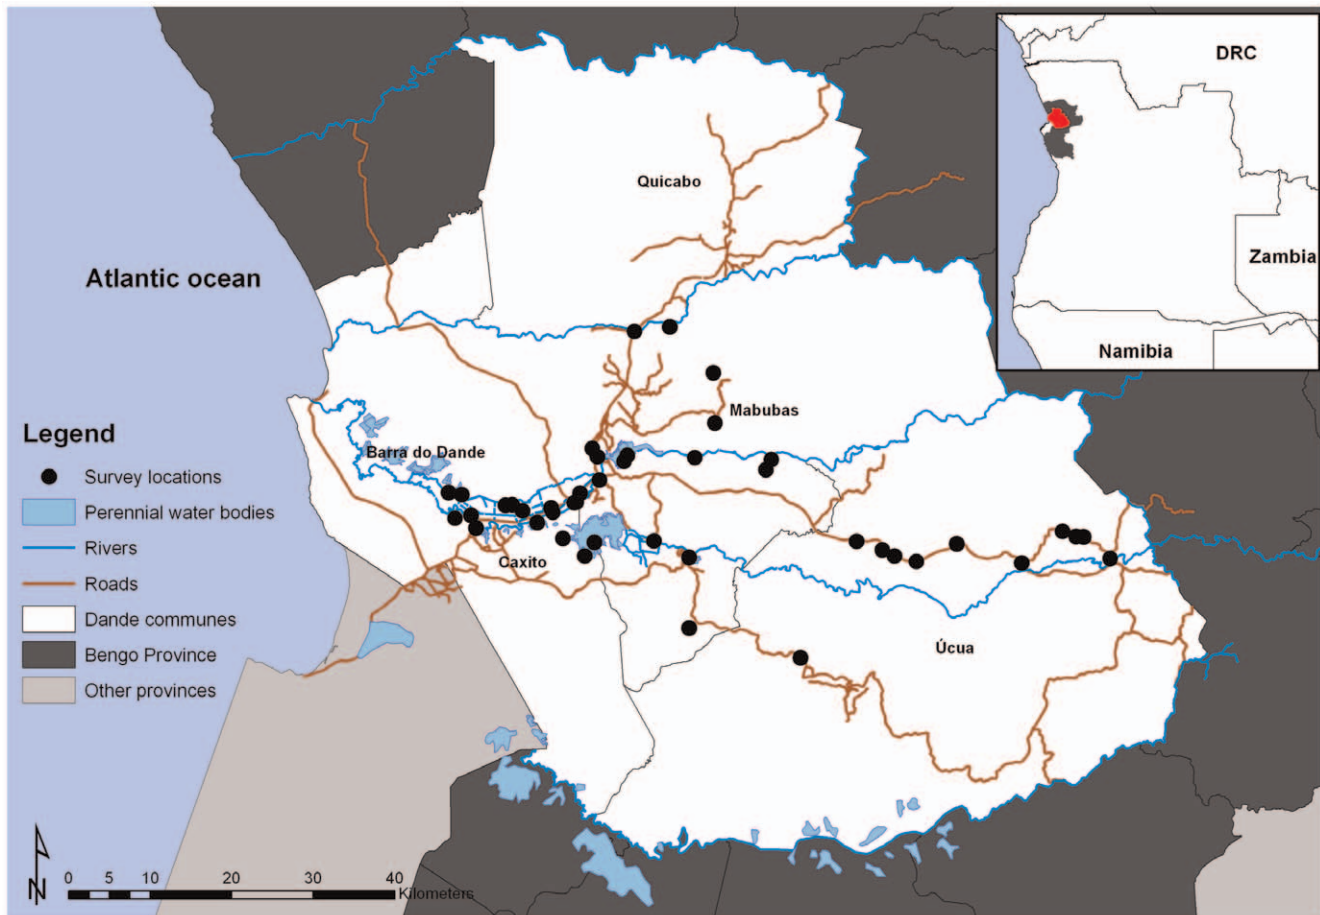 DRC
Quicabo
Zambia
Atlantic ocean
Namibia
Mabubas
Legend
Barra do Dande
Survey locations
Perennial water bodies
Caxito
Rivers
Roads
Dande communes
Úcua
Bengo Province
Other provinces
N
0 5 10 20 30 40
Kilometers